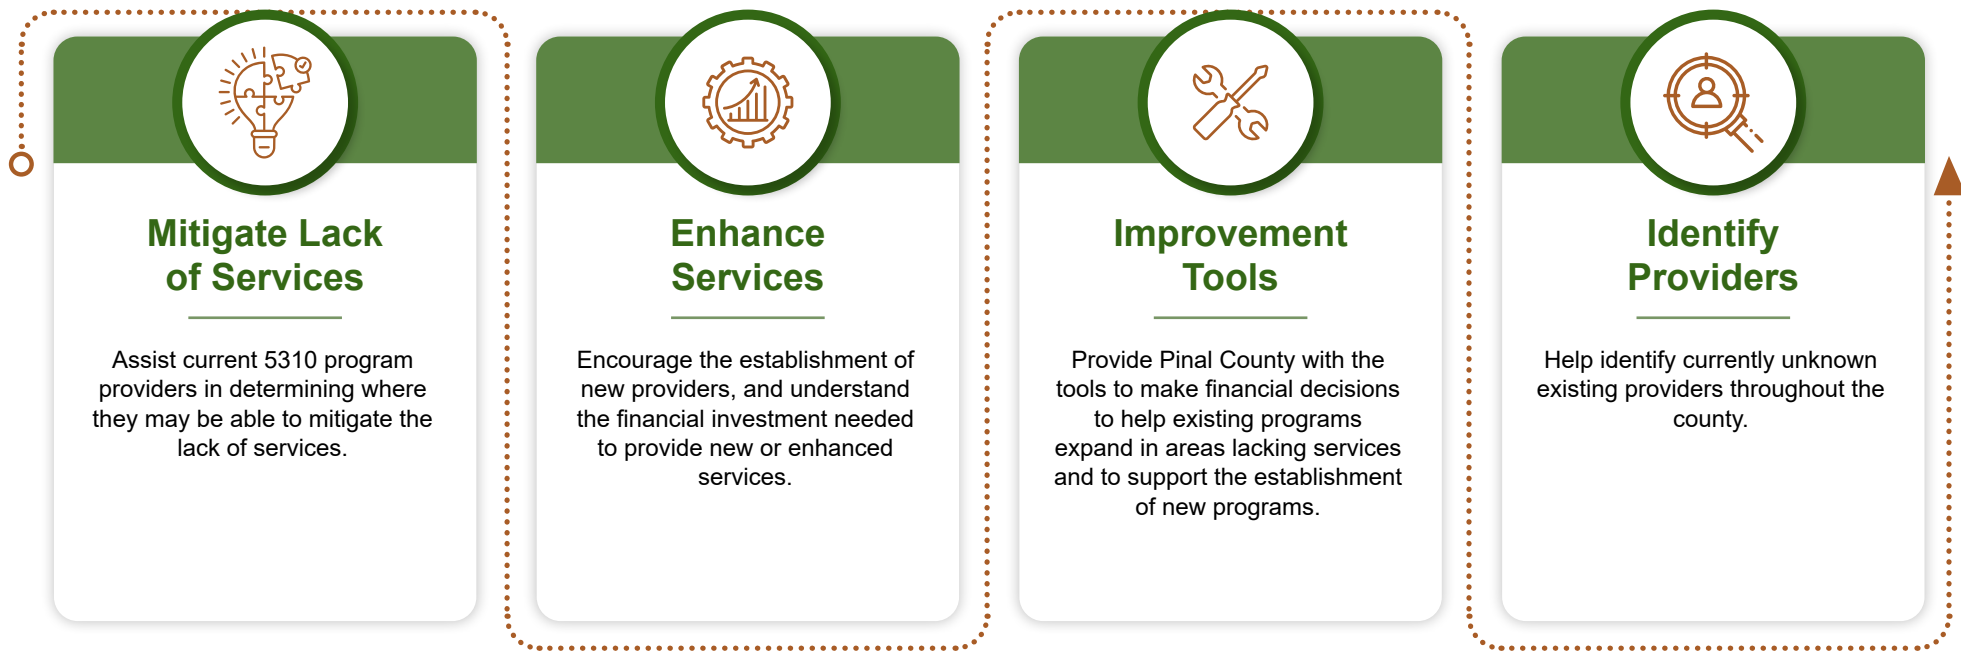 Mitigate Lack
of Services
Assist current 5310 program
providers in determining where
they may be able to mitigate the
lack of services.
Enhance
Services
Encourage the establishment of
new providers, and understand
the financial investment needed
to provide new or enhanced
services.
Improvement
Tools
Provide Pinal County with the
tools to make financial decisions
to help existing programs
expand in areas lacking services
and to support the establishment
of new programs.
Identify
Providers
Help identify currently unknown
existing providers throughout the
county.